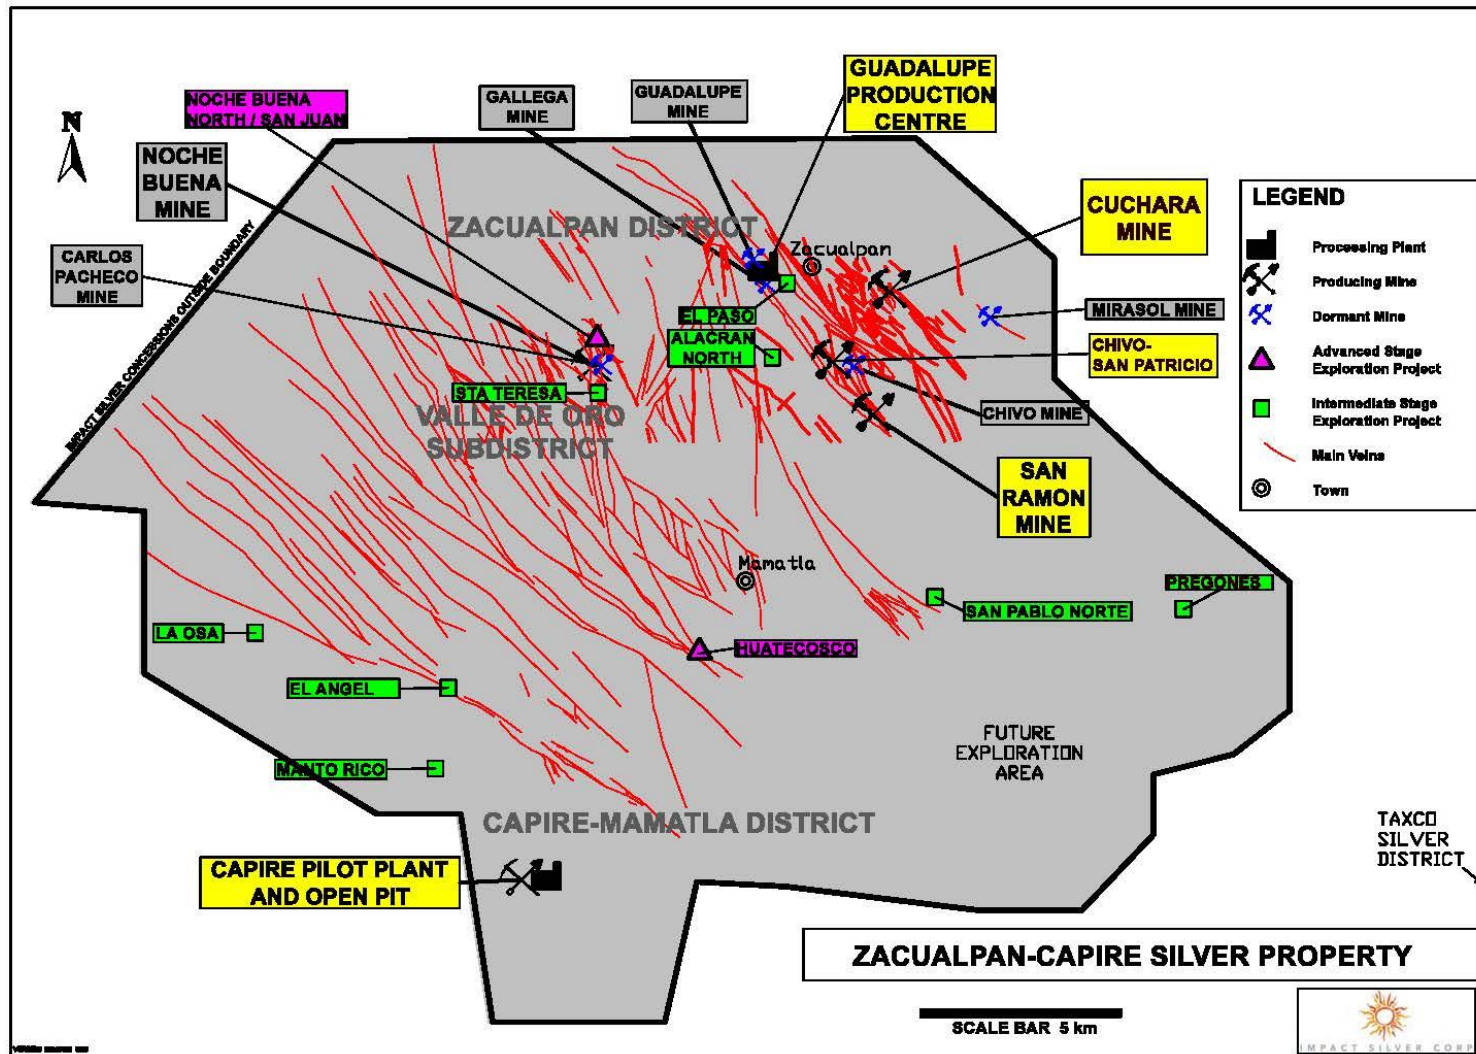 GUADALUPE
PRODUCTION
CENTRE
NOCHE BUENA
NORTH / SAN JUAN
GALLEGA
MINE
GUADALUPE
MINE
N
NOCHE
BUENA
MINE
CUCHARA
MINE
LEGEND
Processing Plant
Producing Mine
Dormant Mine
Advanced Stage
Exploration Project
Intermediate Stage
Exploration Project
Main Veins
Town
ZACUALPAN DISTRICT
Zacualpan
CARLOS
PACHECO
MINE
IMPACT SILVER CONCESSIONS OUTSIDE BOUNDARY
EL PASO
MIRASOL MINE
ALACRAN
NORTH
CHIVO-
SAN PATRICIO
STA TERESA
CHIVO MINE
VALLE DE ORO
SUBDISTRICT
SAN
RAMON
MINE
Mamatla
PREGONES
SAN PABLO NORTE
LA OSA
HUATECOSCO
EL ANGEL
FUTURE
EXPLORATION
AREA
MANTO RICO
CAPIRE-MAMATLA DISTRICT
TAXCO
SILVER
DISTRICT
CAPIRE PILOT PLANT
AND OPEN PIT
ZACUALPAN-CAPIRE SILVER PROPERTY
SCALE BAR 5 km
IMPACT SILVER CORP